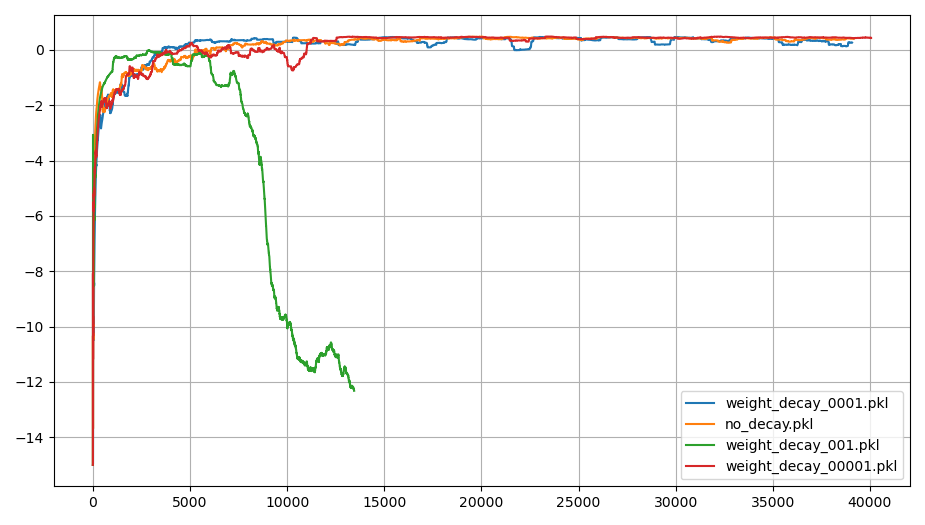 0
−2
−4
−6
−8
−10
−12
−14
weight_decay_0001.pkl
no_decay.pkl
weight_decay_001.pkl
weight_decay_00001.pkl
0 5000 10000 15000 20000 25000 30000 35000 40000